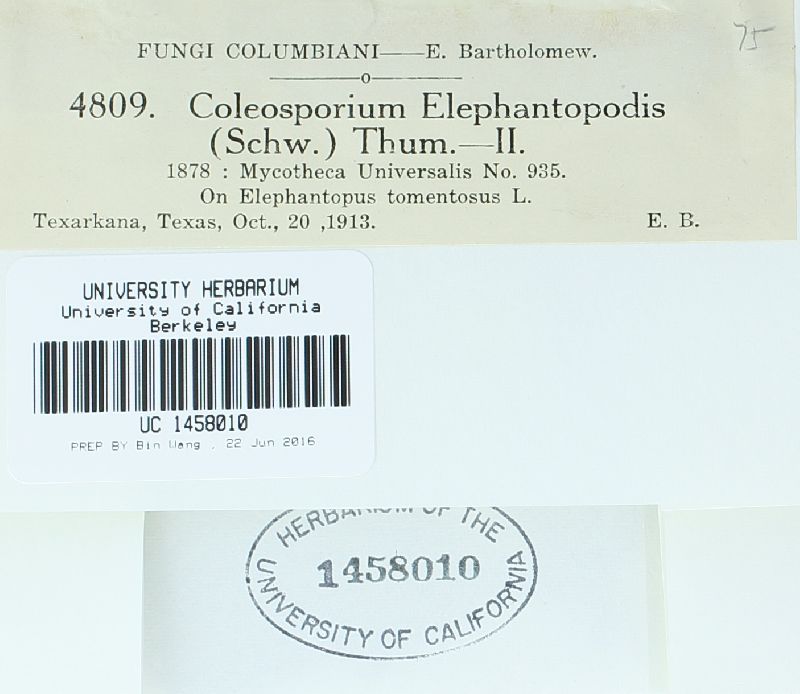 75
FUNGI COLUMBIANI——E. Bartholomew.
4809. Coleosporium Elephantopodis
(Schw.) Thum.—II.
1878 : Mycotheca Universalis No. 935.
On Elephantopus tomentosus L.
Texarkana, Texas, Oct., 20 ,1913. E. B.
UNIVERSITY HERBARIUM
University of California
Berkeley
UC 1458010
PREP BY Bin Wang , 22 Jun 2016
HERBARIUM OF THE
1458010
UNIVERSITY OF CALIFORNIA